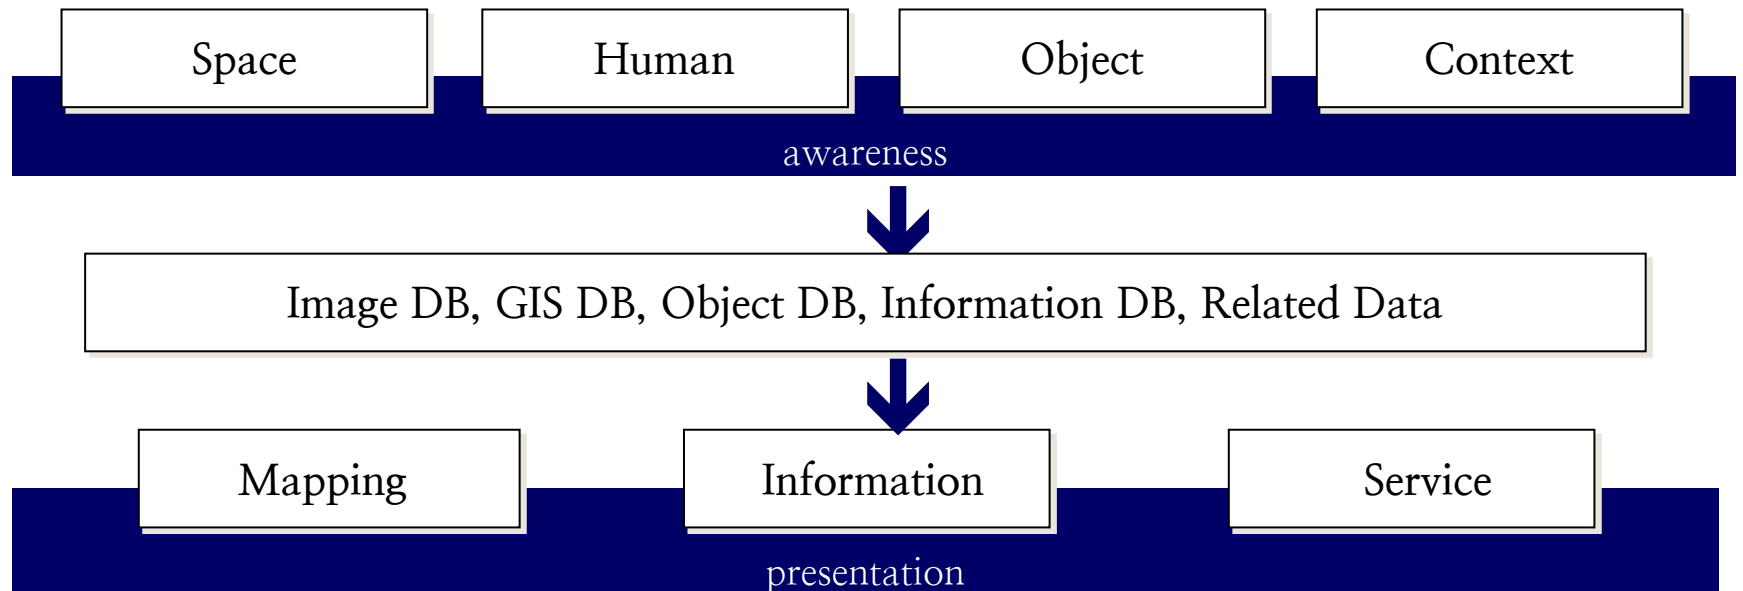 Space Human Object Context
awareness
Image DB, GIS DB, Object DB, Information DB, Related Data
Mapping Information Service
presentation